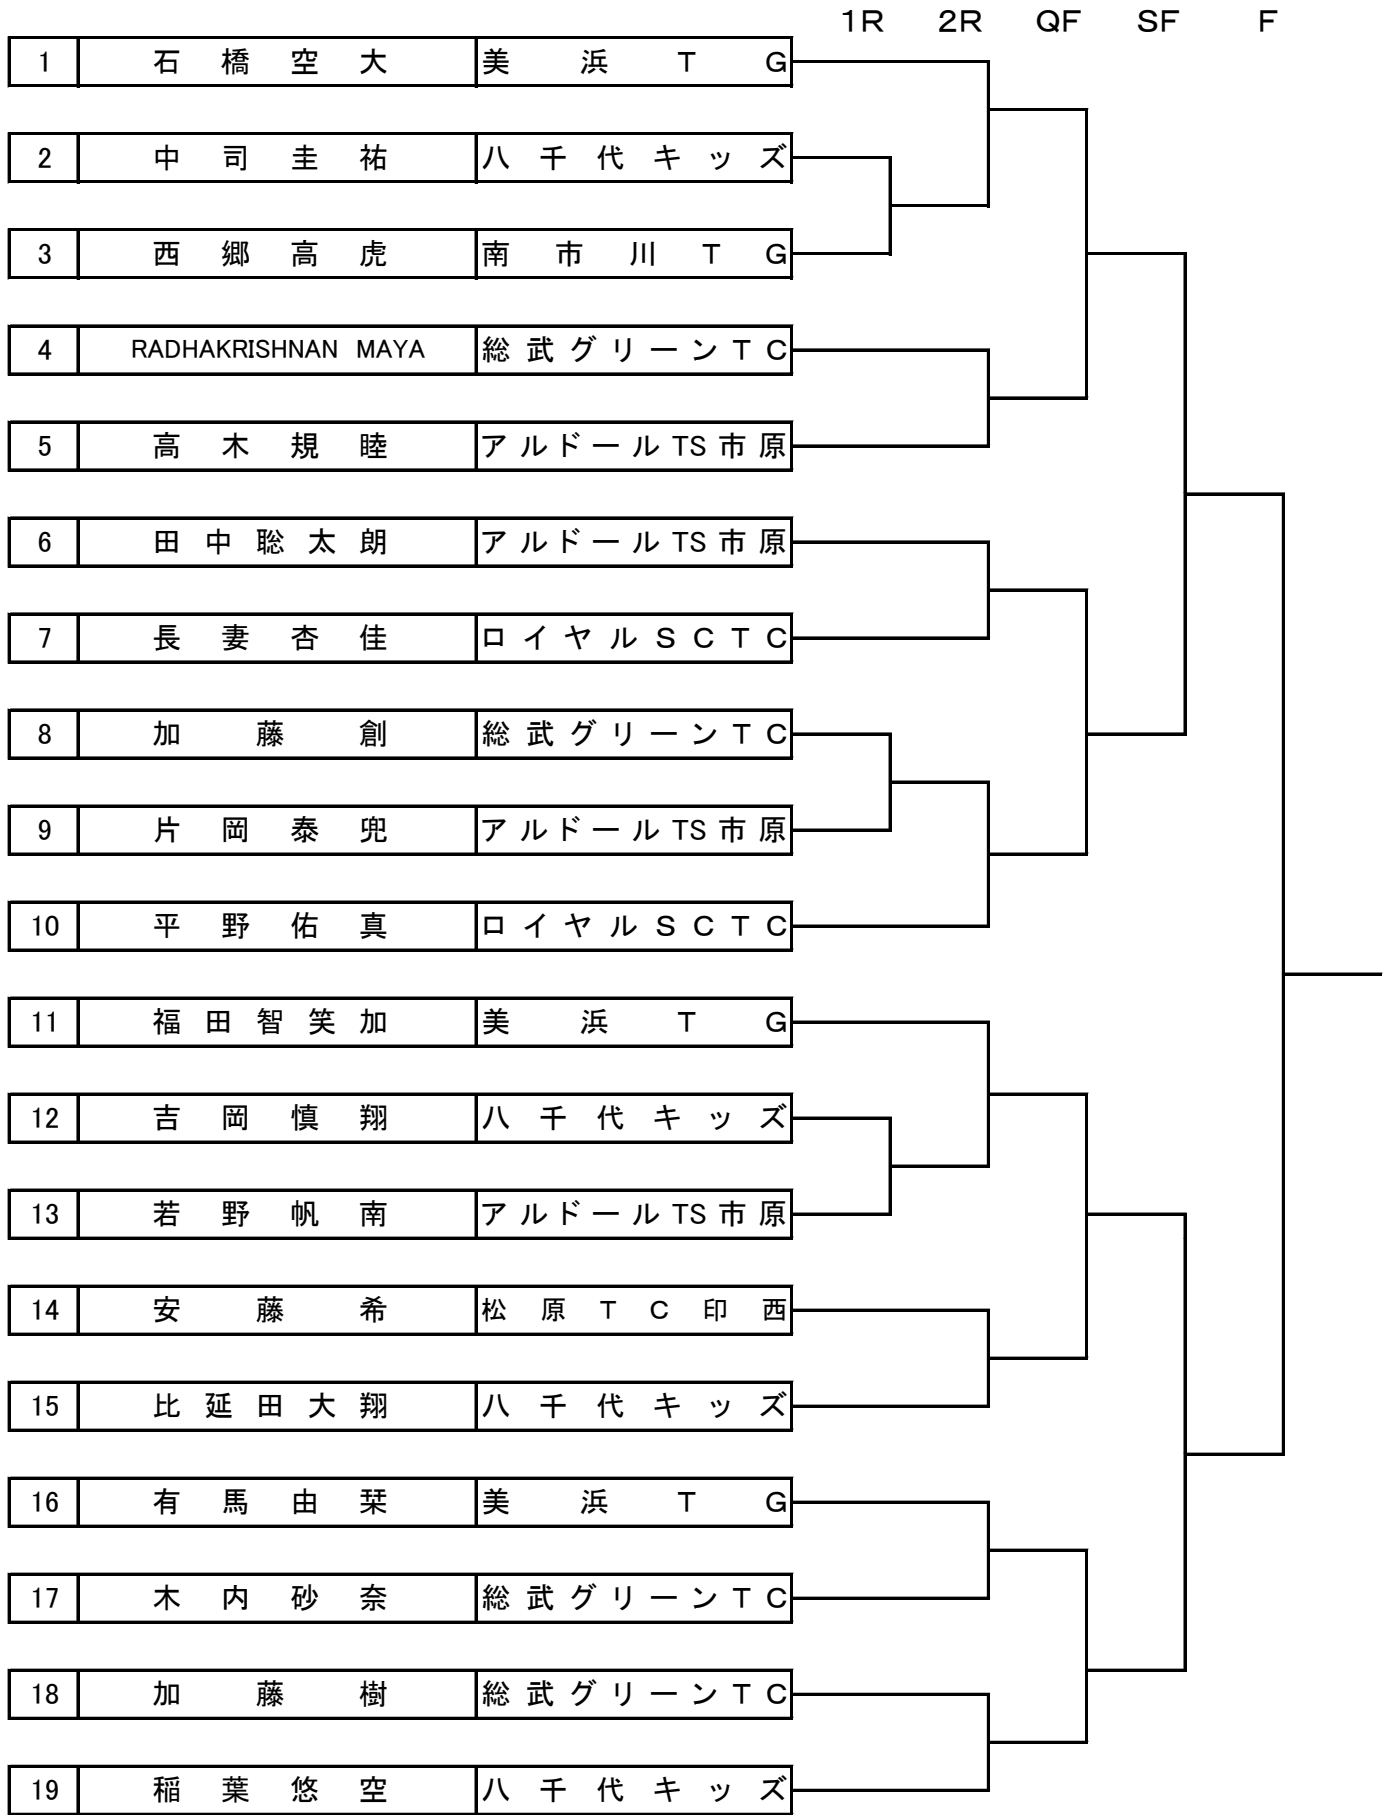 1R 2R QF SF F
1 石橋空大 美浜TG
2 中司圭祐 八千代キッズ
3 西郷高虎 南市川TG
4 RADHAKRISHNAN MAYA 総武グリーンTC
5 高木規睦 アルドールTS市原
6 田中聡太朗 アルドールTS市原
7 長妻杏佳 ロイヤルSCTC
8 加藤創 総武グリーンTC
9 片岡泰兜 アルドールTS市原
10 平野佑真 ロイヤルSCTC
11 福田智笑加 美浜TG
12 吉岡慎翔 八千代キッズ
13 若野帆南 アルドールTS市原
14 安藤希 松原TC印西
15 比延田大翔 八千代キッズ
16 有馬由栞 美浜TG
17 木内砂奈 総武グリーンTC
18 加藤樹 総武グリーンTC
19 稲葉悠空 八千代キッズ